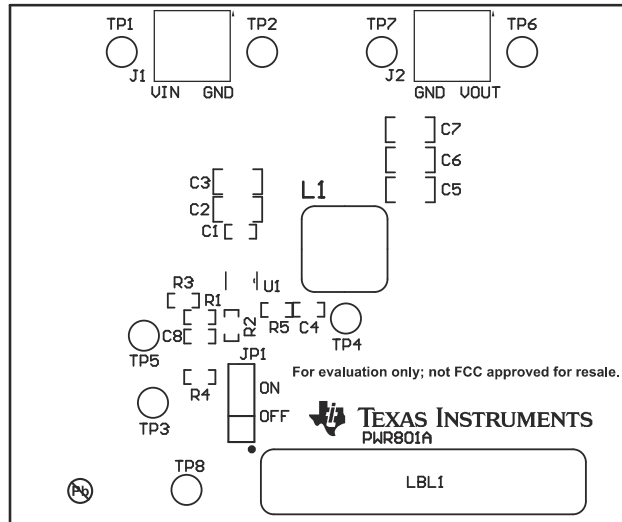 TP1
TP2
TP7
TP6
J1
J2
VIN GND
GND VOUT
C7
C6
C5
C3
C2
C1
L1
U1
R3
R1
C8
R2
R5
C4
TP4
TP5
JP1
R4
ON
OFF
For evaluation only; not FCC approved for resale.
TP3
TEXAS INSTRUMENTS
PWR801A
TP8
Pb
LBL1